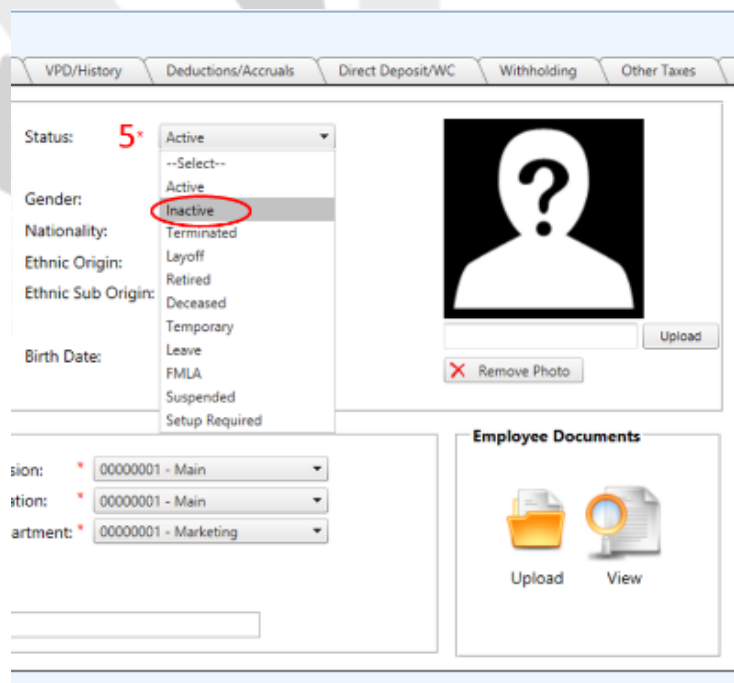 VPD/History Deductions/Accruals Direct Deposit/WC Withholding Other Taxes
Status: 5* Active
--Select--
Active
Gender:
Inactive
Nationality:
Terminated
Ethnic Origin:
Layoff
Retired
Ethnic Sub Origin:
Deceased
Temporary
Upload
Birth Date:
Leave
FMLA
Remove Photo
Suspended
Setup Required
Employee Documents
sion: * 00000001 - Main
ation: * 00000001 - Main
artment: * 00000001 - Marketing
Upload View